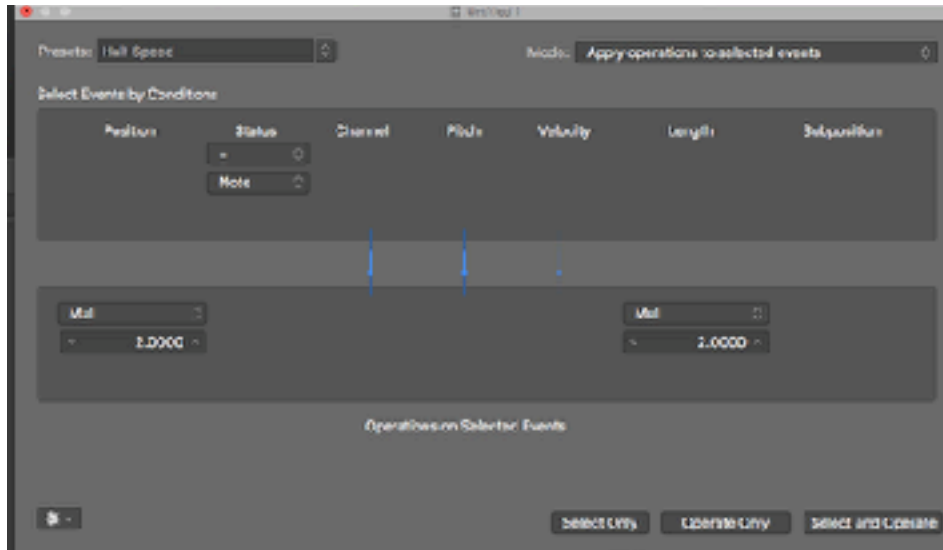 Untitled 1
Presets: Half Speed
Mode: Apply operations to selected events
Select Events by Conditions
Position Status Channel Pitch Velocity Length Subposition
=
Note
Mul Mul
2.0000 2.0000
Operations on Selected Events
Select Only Operate Only Select and Operate